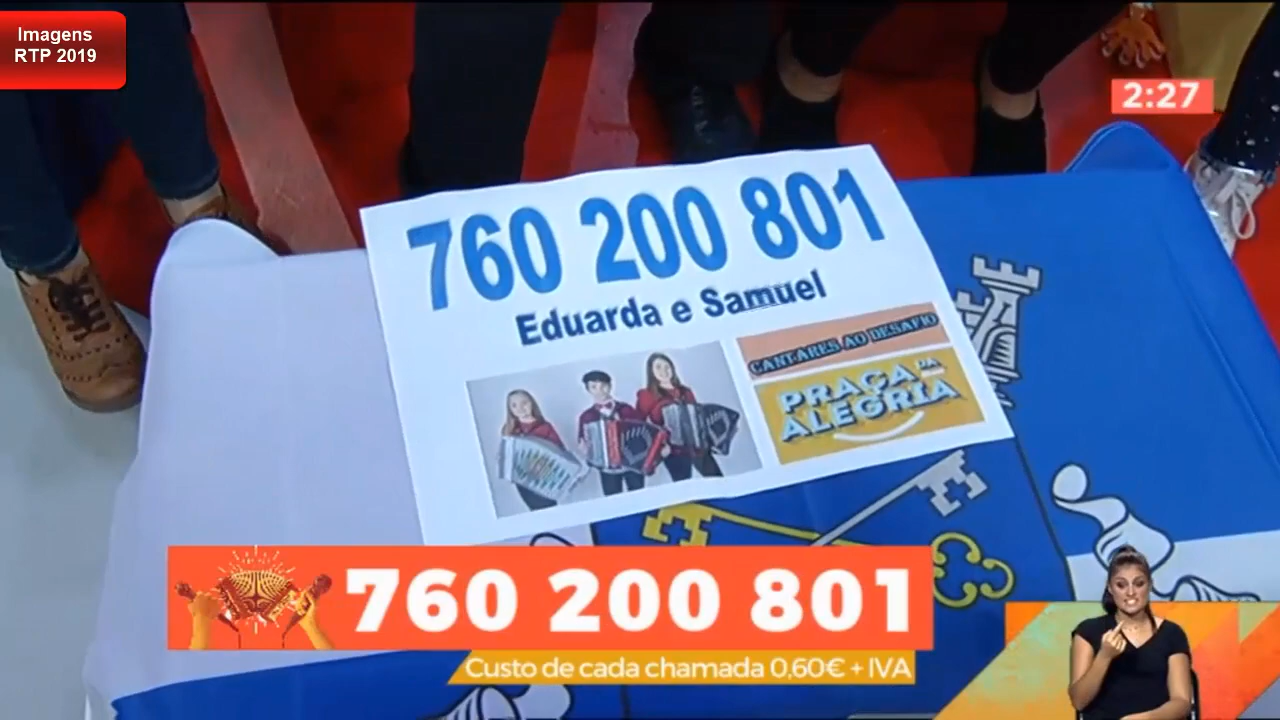 Imagens
RTP 2019
2:27
760 200 801
Eduarda e Samuel
CANTARES AO DESAFIO
PRAÇA DA
ALEGRIA
760 200 801
Custo de cada chamada 0,60€ + IVA